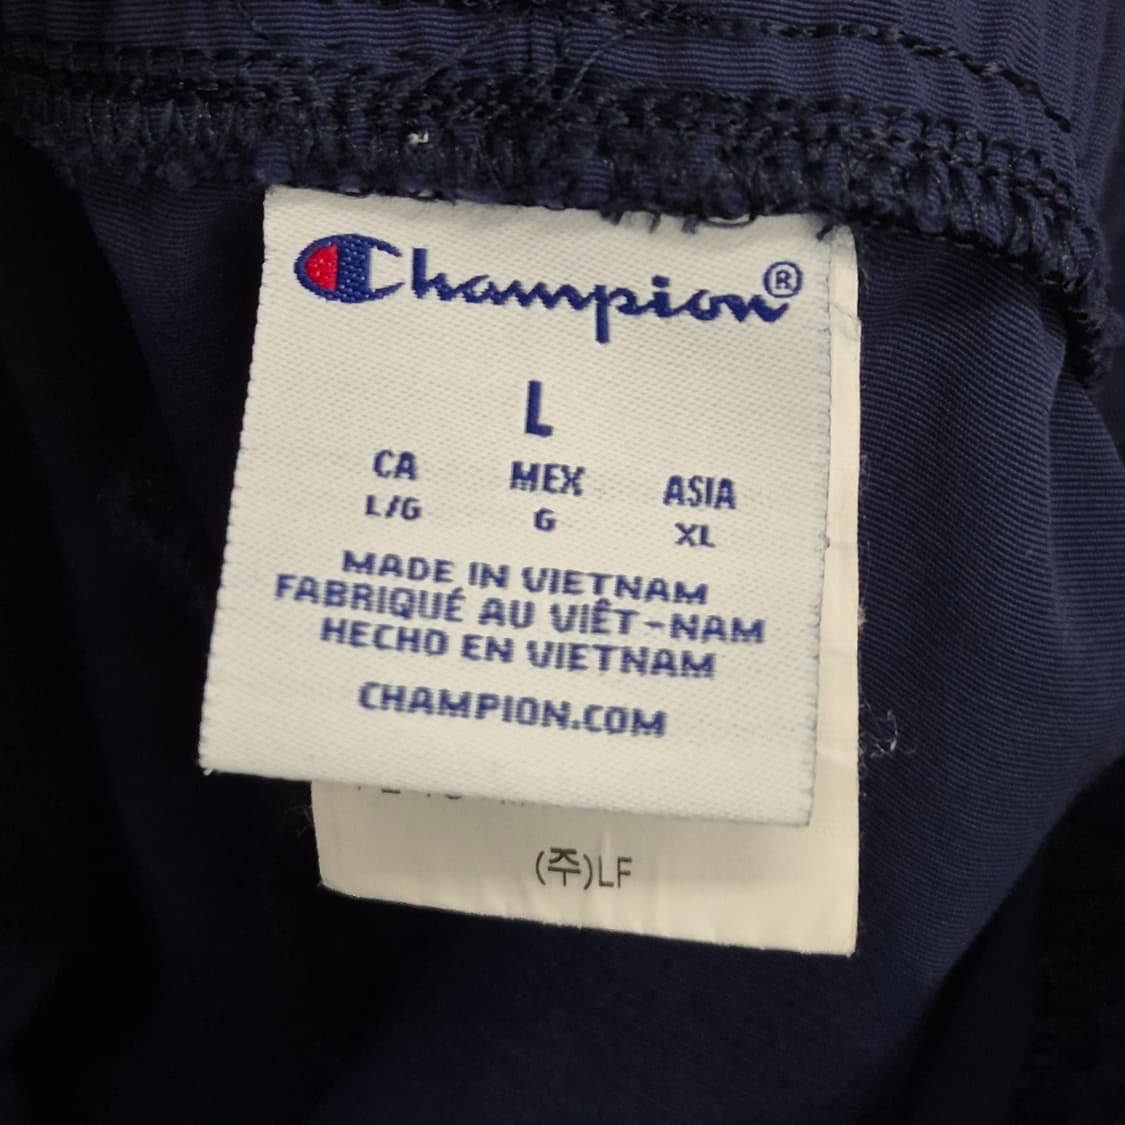 Champion®
L
CA MEX ASIA
L/G G XL
MADE IN VIETNAM
FABRIQUÉ AU VIÊT-NAM
HECHO EN VIETNAM
CHAMPION.COM
(주)LF